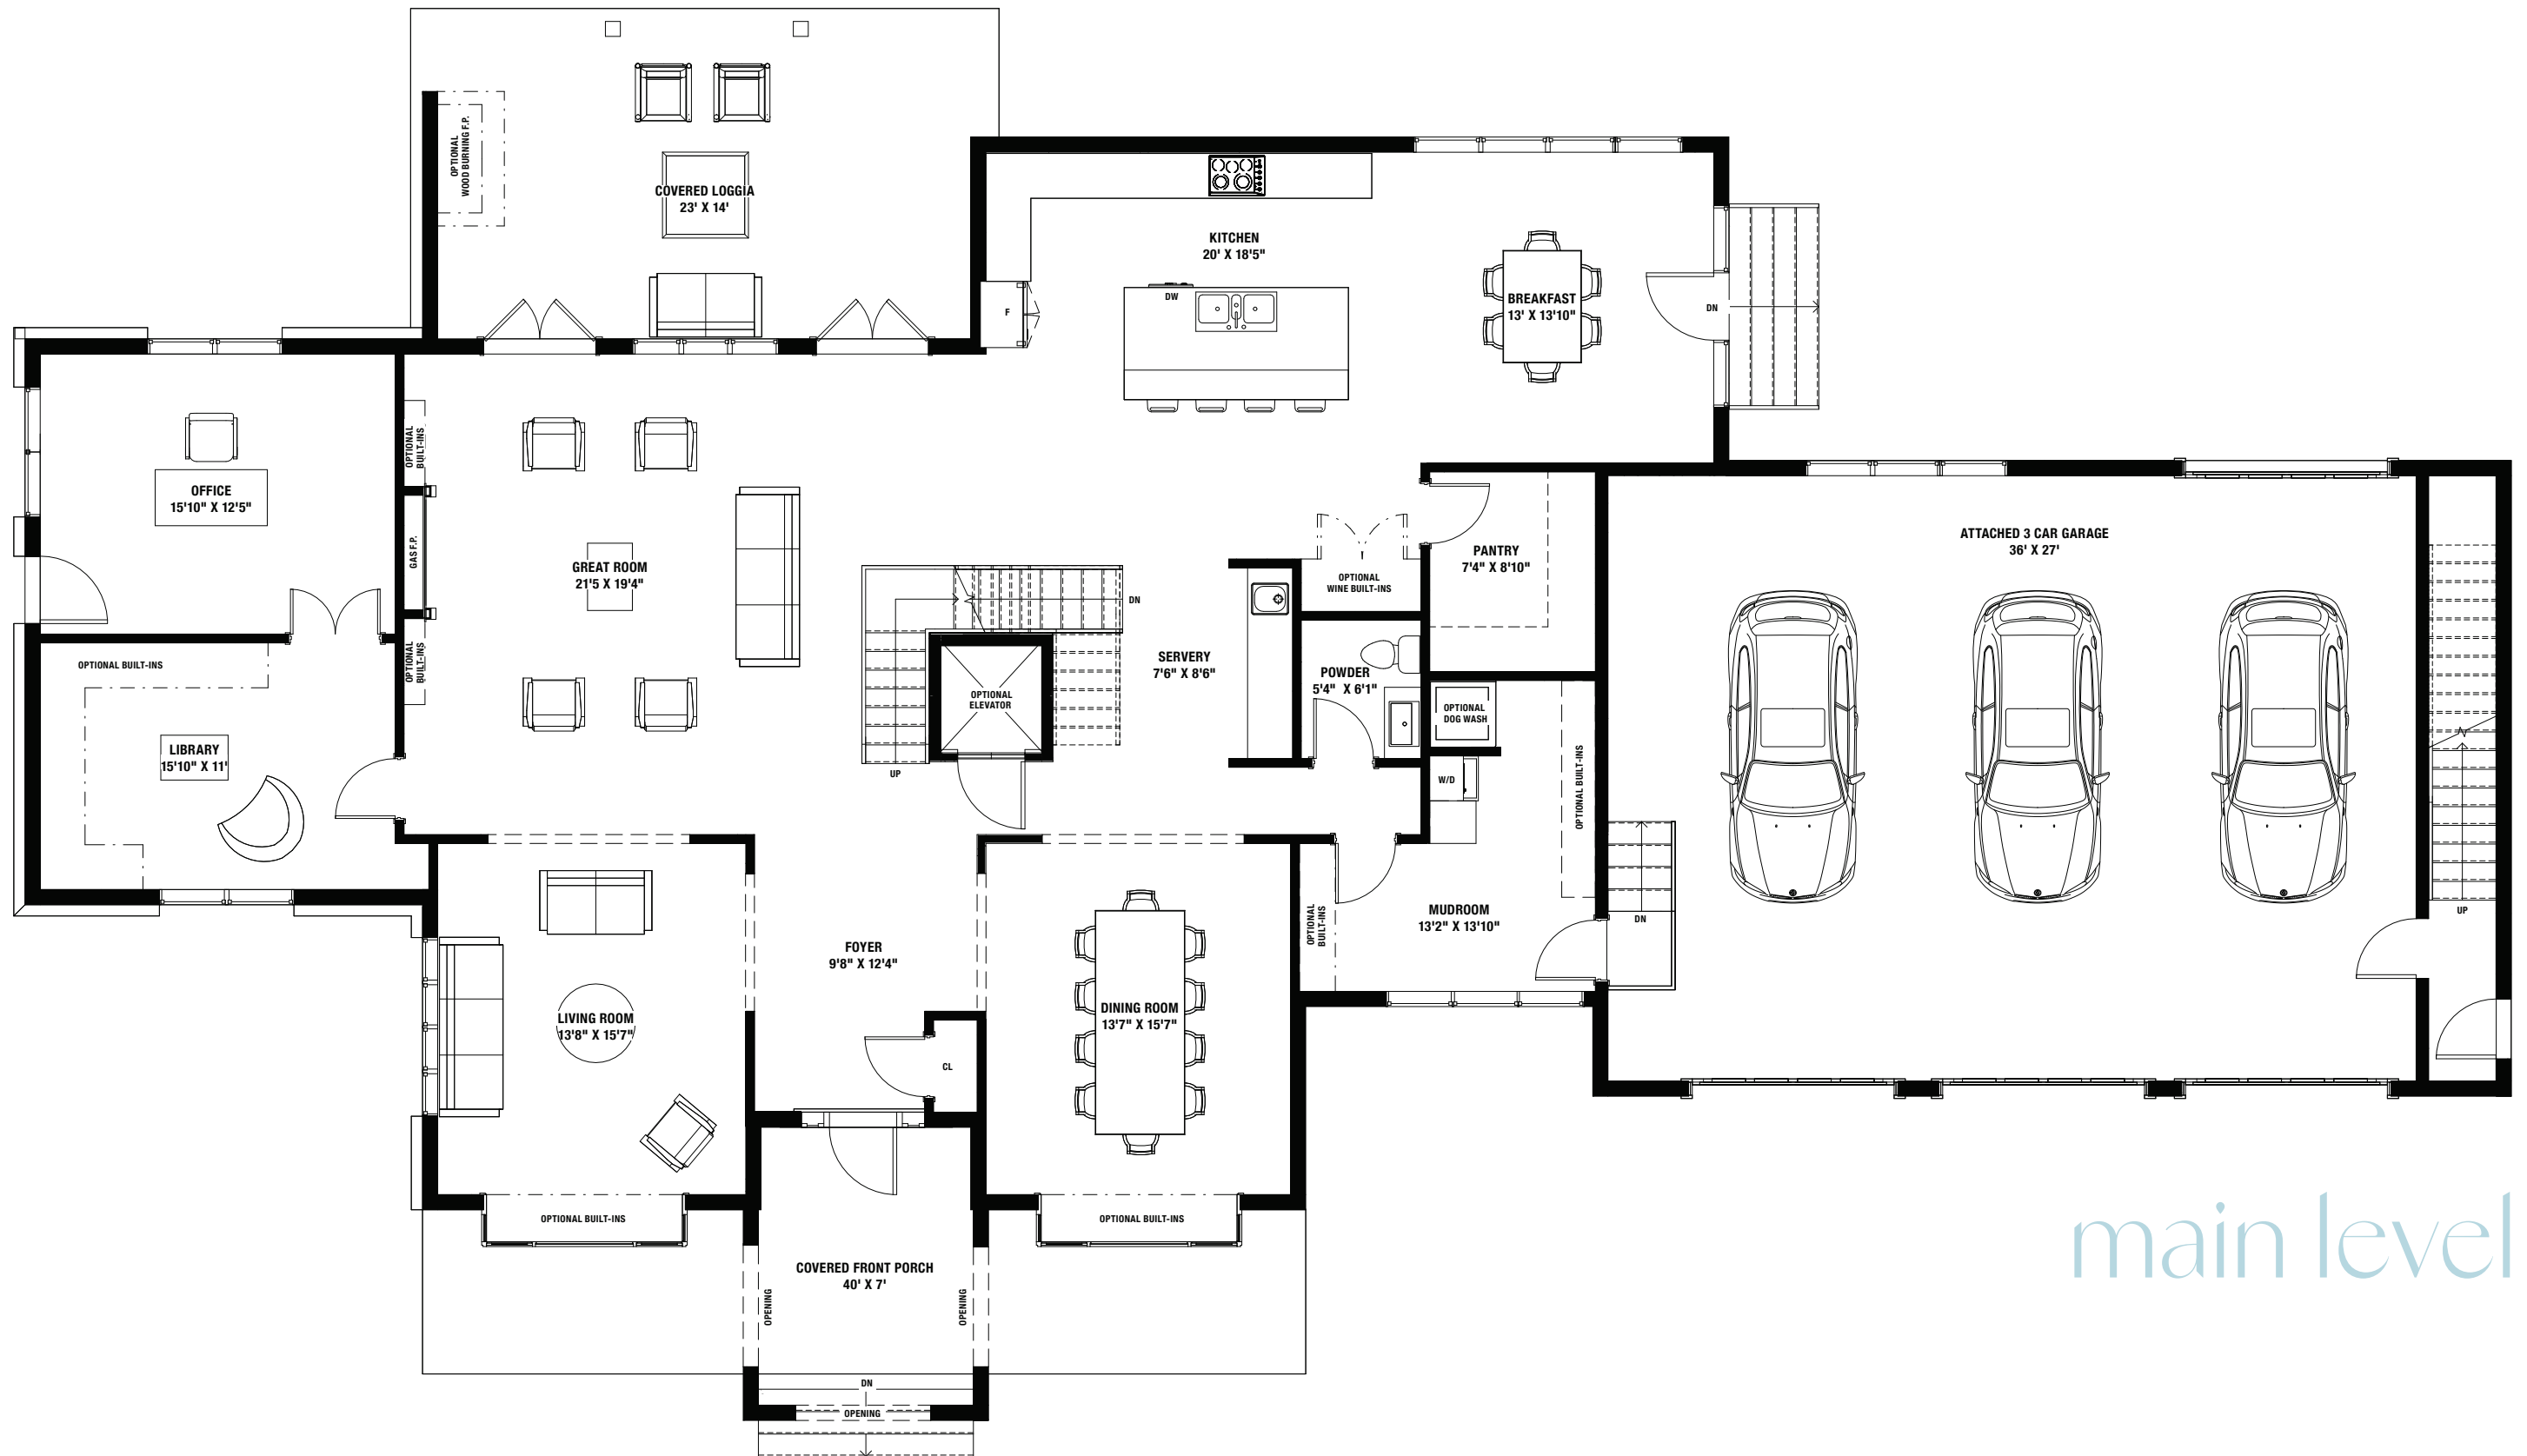 OPTIONAL
WOOD BURNING F.P.
COVERED LOGGIA
23' X 14'
KITCHEN
20' X 18'5"
DW
F
BREAKFAST
13' X 13'10"
DN
OFFICE
15'10" X 12'5"
OPTIONAL
BUILT-INS
GAS F.P.
OPTIONAL
BUILT-INS
GREAT ROOM
21'5 X 19'4"
DN
OPTIONAL
ELEVATOR
UP
SERVERY
7'6" X 8'6"
OPTIONAL
WINE BUILT-INS
PANTRY
7'4" X 8'10"
POWDER
5'4" X 6'1"
OPTIONAL
DOG WASH
W/D
OPTIONAL BUILT-INS
ATTACHED 3 CAR GARAGE
36' X 27'
OPTIONAL BUILT-INS
LIBRARY
15'10" X 11'
FOYER
9'8" X 12'4"
CL
LIVING ROOM
13'8" X 15'7"
DINING ROOM
13'7" X 15'7"
OPTIONAL
BUILT-INS
MUDROOM
13'2" X 13'10"
DN
UP
OPTIONAL BUILT-INS
OPTIONAL BUILT-INS
COVERED FRONT PORCH
40' X 7'
OPENING
OPENING
DN
OPENING
main level